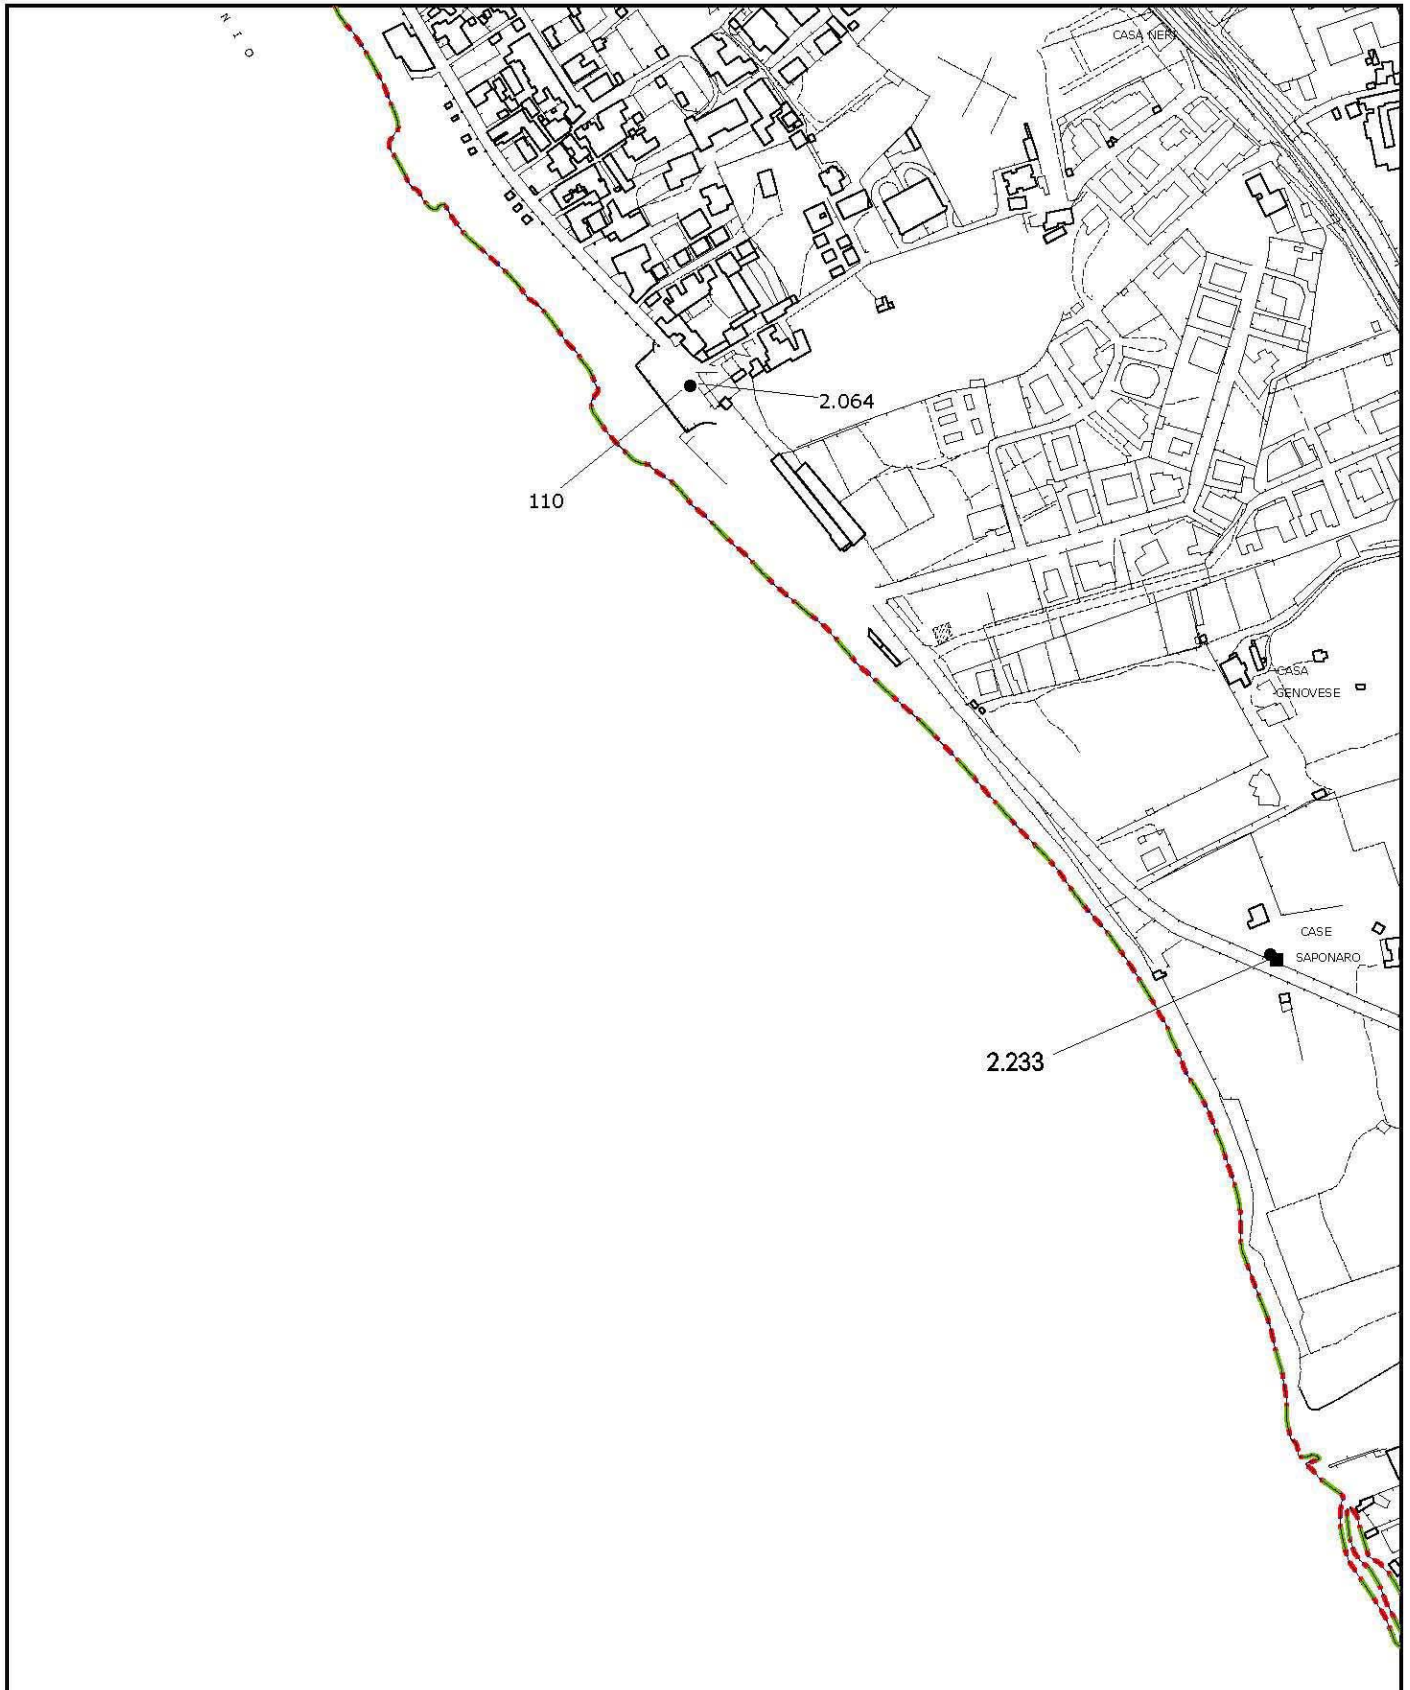 N I O
CASA NERI
2.064
110
CASA
GENOVESE
CASE
SAPONARO
2.233